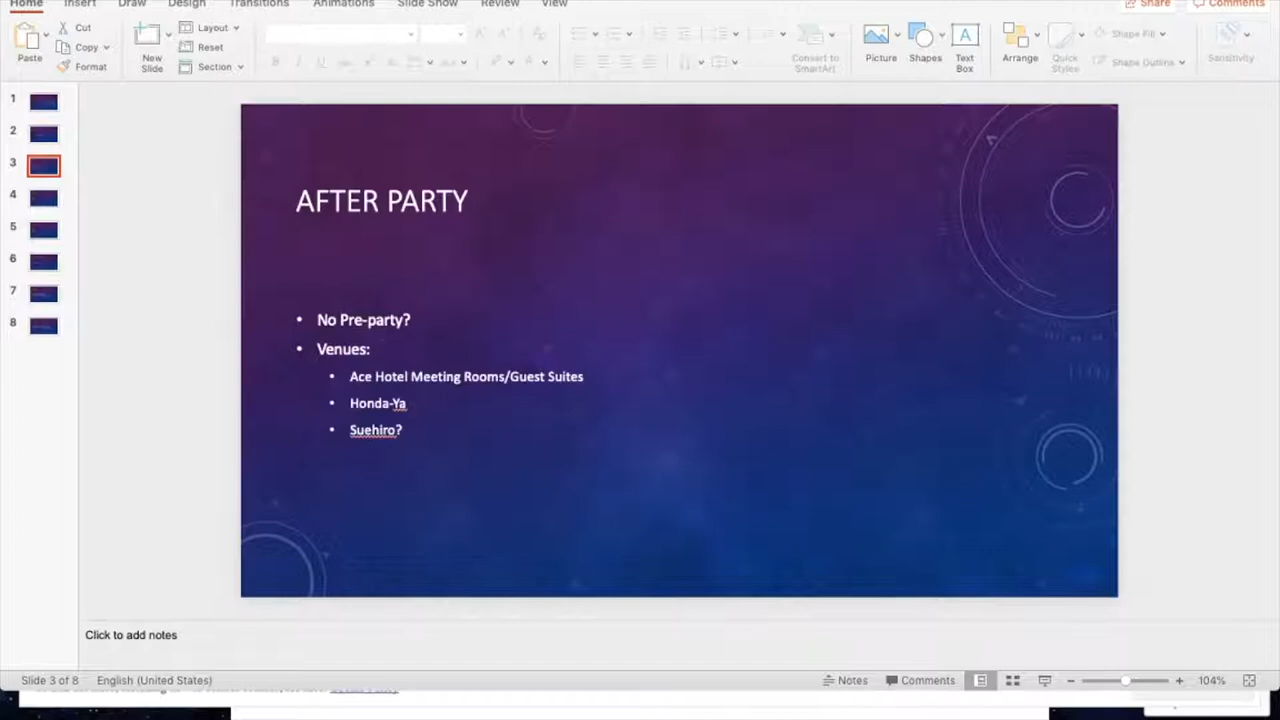 Home Insert Draw Design Transitions Animations Slide Show Review View Share Comments
Cut Layout
Copy Reset
Paste Format New Slide Section Convert to SmartArt Picture Shapes Text Box Arrange Quick Styles Shape Fill Shape Outline Sensitivity
1
2
3
4
5
6
7
8
AFTER PARTY
• No Pre-party?
• Venues:
• Ace Hotel Meeting Rooms/Guest Suites
• Honda-Ya
• Suehiro?
Click to add notes
Slide 3 of 8 English (United States) Notes Comments 104%